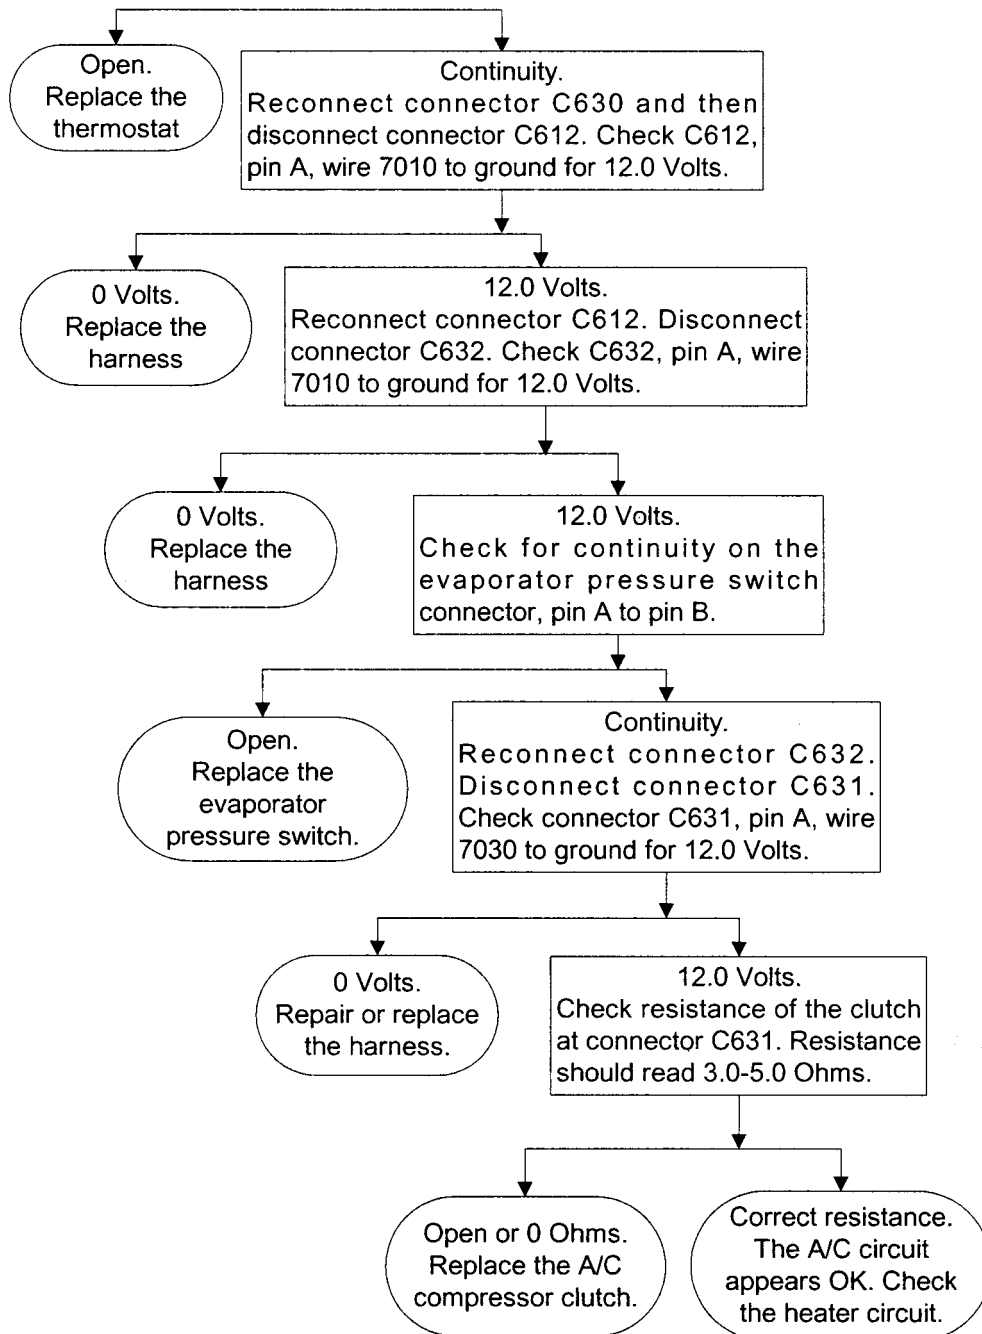 Open.
Replace the
thermostat
Continuity.
Reconnect connector C630 and then
disconnect connector C612. Check C612,
pin A, wire 7010 to ground for 12.0 Volts.
0 Volts.
Replace the
harness
12.0 Volts.
Reconnect connector C612. Disconnect
connector C632. Check C632, pin A, wire
7010 to ground for 12.0 Volts.
0 Volts.
Replace the
harness
12.0 Volts.
Check for continuity on the
evaporator pressure switch
connector, pin A to pin B.
Open.
Replace the
evaporator
pressure switch.
Continuity.
Reconnect connector C632.
Disconnect connector C631.
Check connector C631, pin A, wire
7030 to ground for 12.0 Volts.
0 Volts.
Repair or replace
the harness.
12.0 Volts.
Check resistance of the clutch
at connector C631. Resistance
should read 3.0-5.0 Ohms.
Open or 0 Ohms.
Replace the A/C
compressor clutch.
Correct resistance.
The A/C circuit
appears OK. Check
the heater circuit.